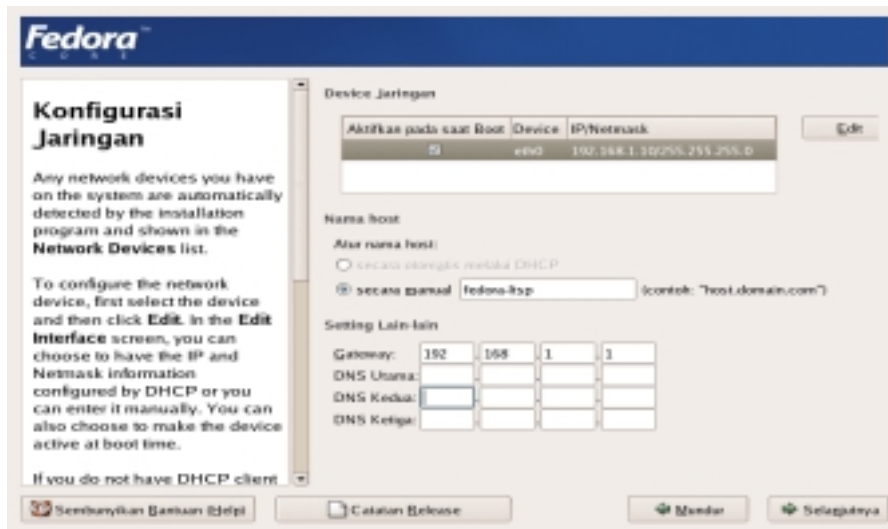 Fedora™
CORE
Konfigurasi
Jaringan
Any network devices you have
on the system are automatically
detected by the installation
program and shown in the
Network Devices list.
To configure the network
device, first select the device
and then click Edit. In the Edit
Interface screen, you can
choose to have the IP and
Netmask information
configured by DHCP or you
can enter it manually. You can
also choose to make the device
active at boot time.
If you do not have DHCP client
Device Jaringan
Aktifkan pada saat Boot Device IP/Netmask
eth0 192.168.1.10/255.255.255.0
Edit
Nama host
Atur nama host:
secara otomatis melalui DHCP
secara manual fedora-ltsp (contoh: "host.domain.com")
Setting Lain-lain
Gateway: 192 . 168 . 1 . 1
DNS Utama: . . .
DNS Kedua: . . .
DNS Ketiga: . . .
Sembunyikan Bantuan (Help) Catatan Release Mundur Selanjutnya